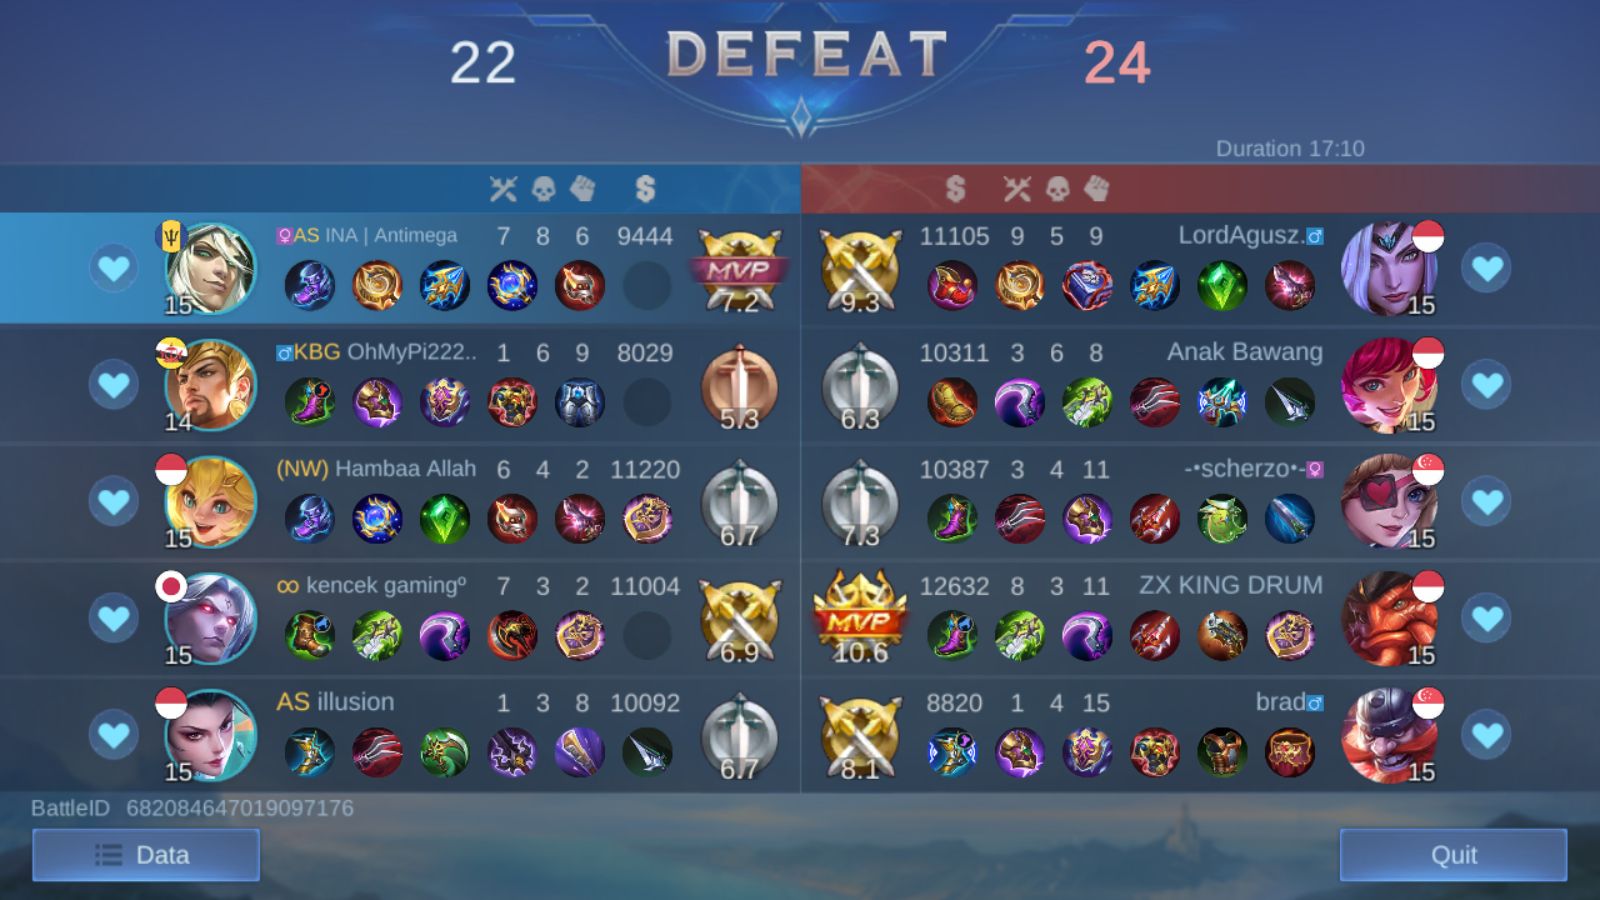 22 DEFEAT 24
Duration 17:10
15 ♀AS INA | Antimega 7 8 6 9444 MVP 7.2
9.3 11105 9 5 9 LordAgusz.♂ 15
14 ♂KBG OhMyPi222.. 1 6 9 8029 5.3
6.3 10311 3 6 8 Anak Bawang 15
15 (NW) Hambaa Allah 6 4 2 11220 6.7
7.3 10387 3 4 11 -•scherzo•-♀ 15
15 ∞ kencek gamingº 7 3 2 11004 6.9
MVP 10.6 12632 8 3 11 ZX KING DRUM 15
15 AS illusion 1 3 8 10092 6.7
8.1 8820 1 4 15 brad♂ 15
BattleID 682084647019097176
Data
Quit